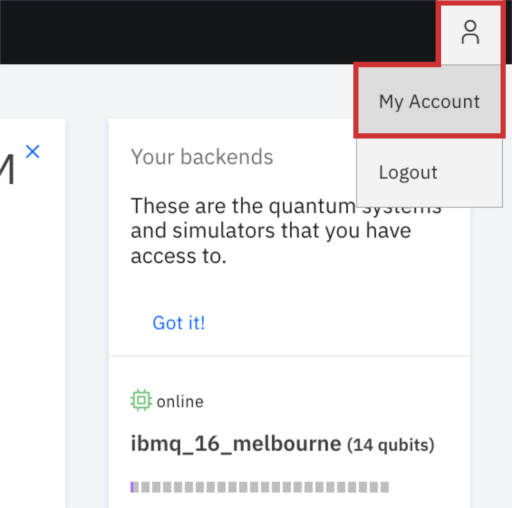 My Account
Logout
Your backends
These are the quantum systems
and simulators that you have
access to.
Got it!
online
ibmq_16_melbourne (14 qubits)